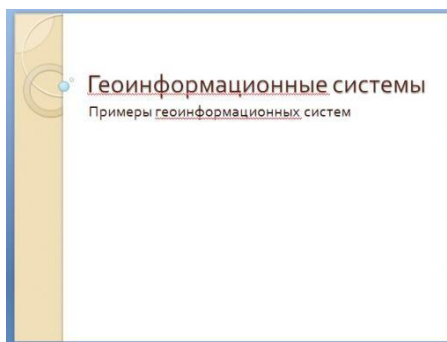 Геоинформационные системы
Примеры геоинформационных систем